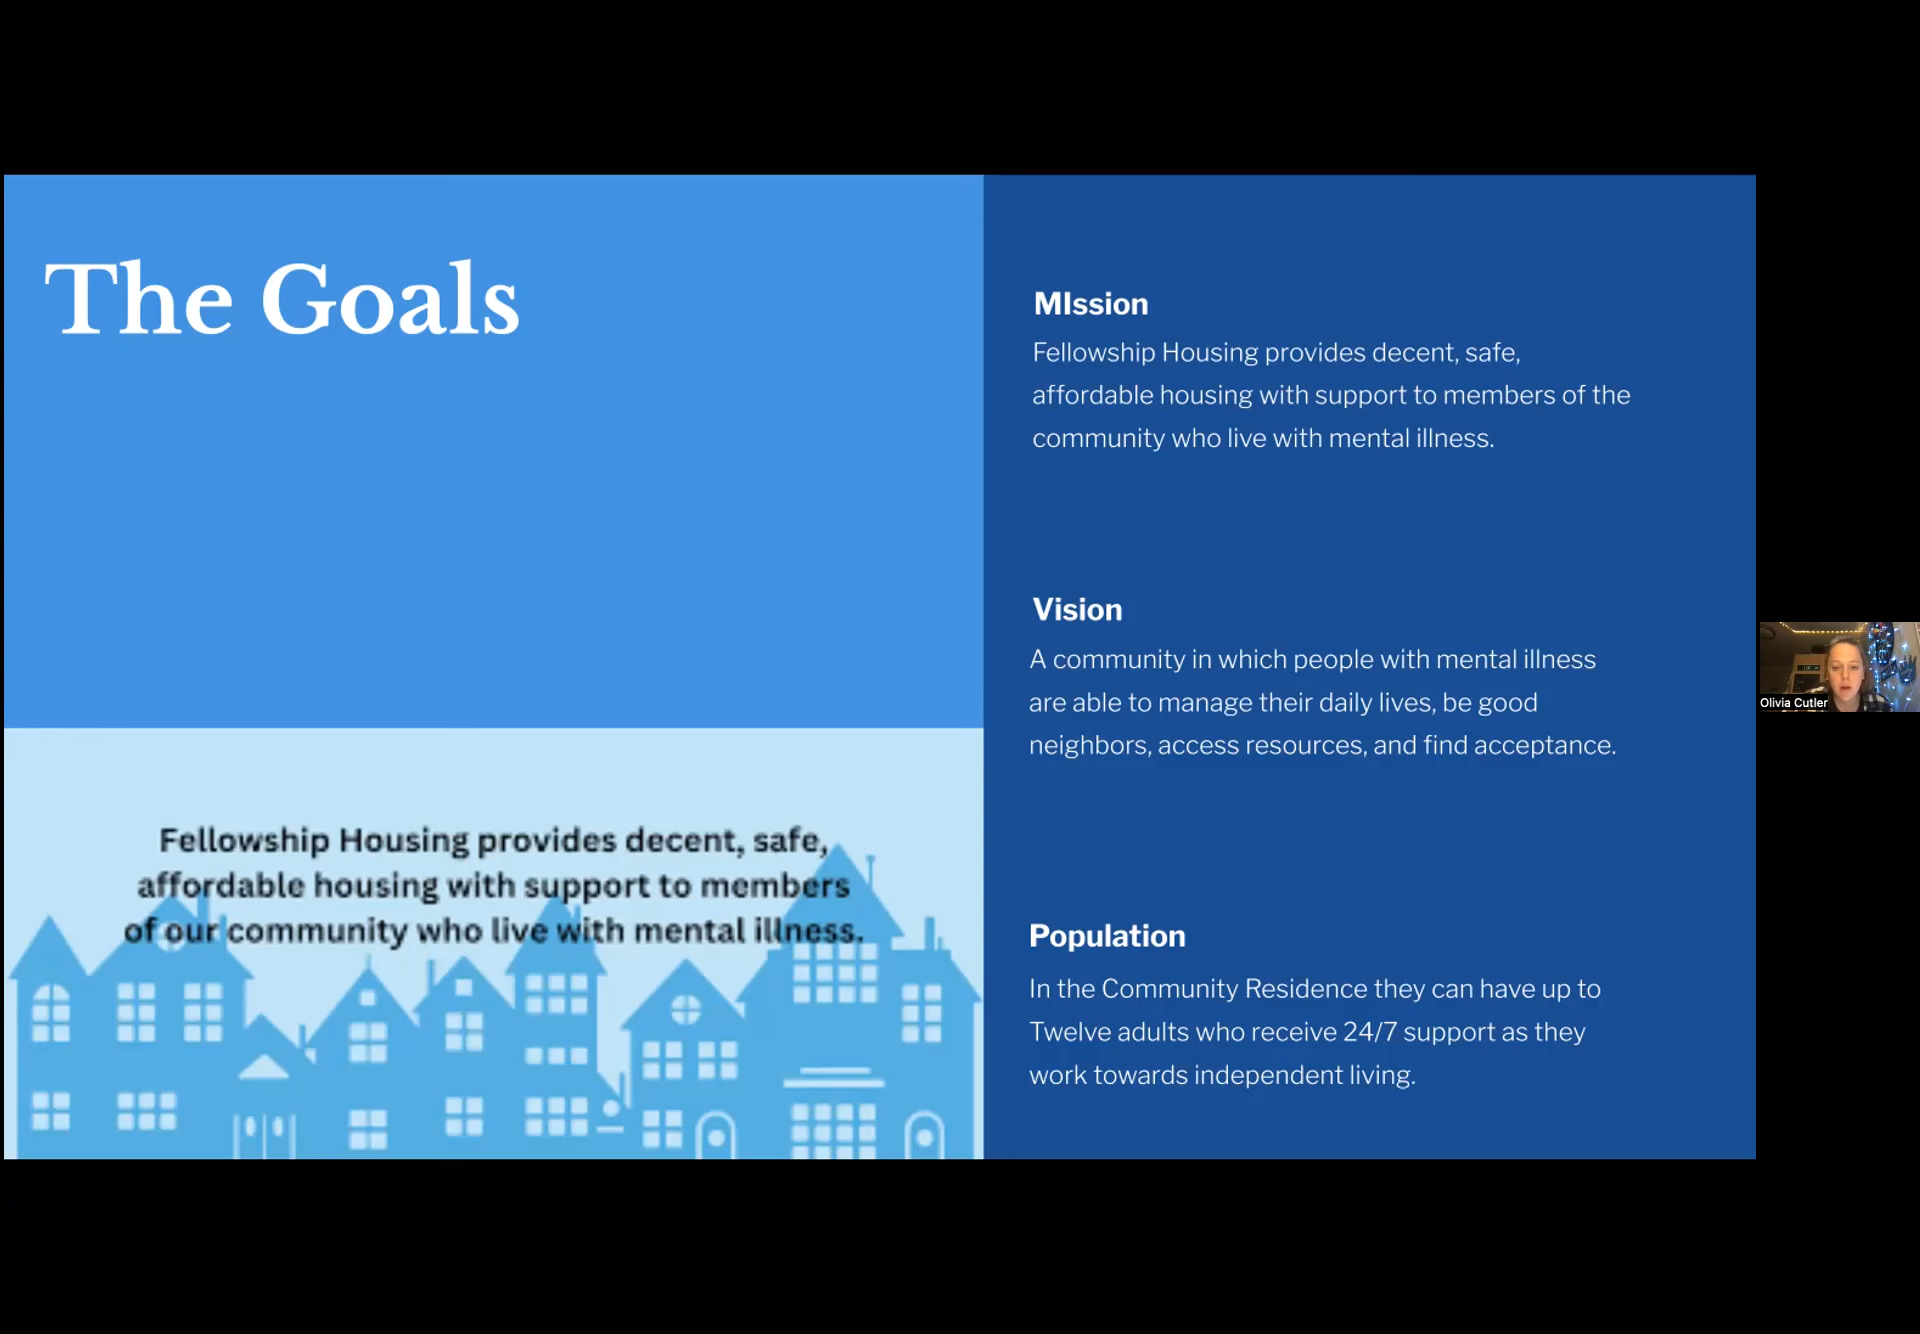 The Goals
Fellowship Housing provides decent, safe,
affordable housing with support to members
of our community who live with mental illness.
MIssion
Fellowship Housing provides decent, safe,
affordable housing with support to members of the
community who live with mental illness.
Vision
A community in which people with mental illness
are able to manage their daily lives, be good
neighbors, access resources, and find acceptance.
Population
In the Community Residence they can have up to
Twelve adults who receive 24/7 support as they
work towards independent living.
Olivia Cutler